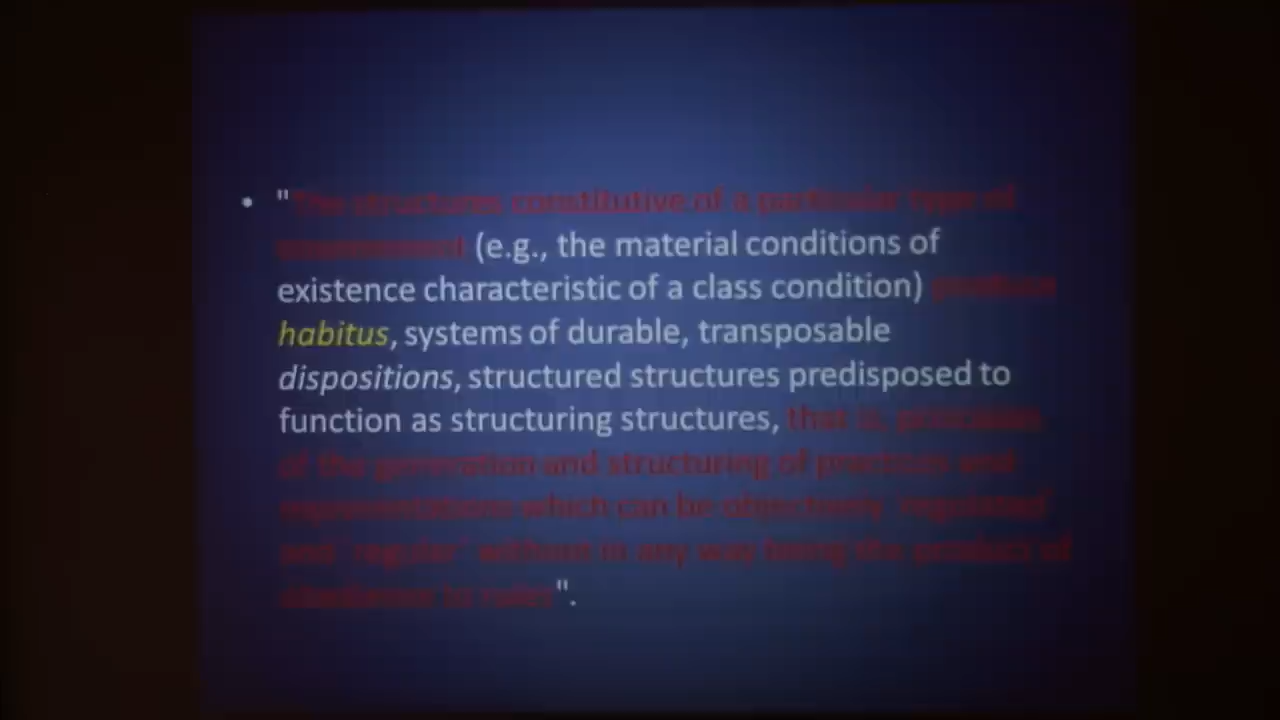 • "The structures constitutive of a particular type of
environment (e.g., the material conditions of
existence characteristic of a class condition) produce
habitus, systems of durable, transposable
dispositions, structured structures predisposed to
function as structuring structures, that is, principles
of the generation and structuring of practices and
representations which can be objectively 'regulated'
and 'regular' without in any way being the product of
obedience to rules".